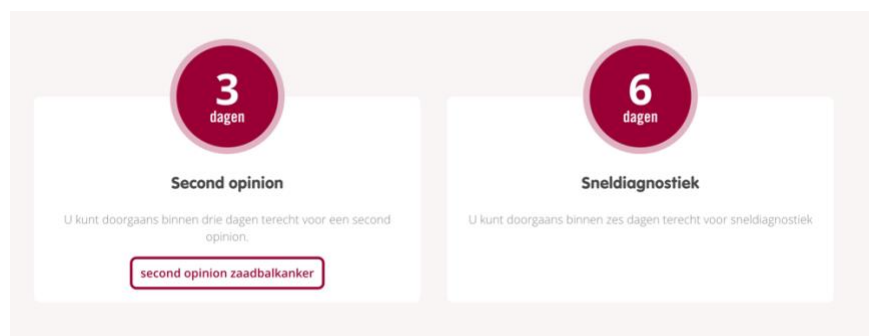 3
dagen
Second opinion
U kunt doorgaans binnen drie dagen terecht voor een second
opinion.
second opinion zaadbalkanker
6
dagen
Sneldiagnostiek
U kunt doorgaans binnen zes dagen terecht voor sneldiagnostiek